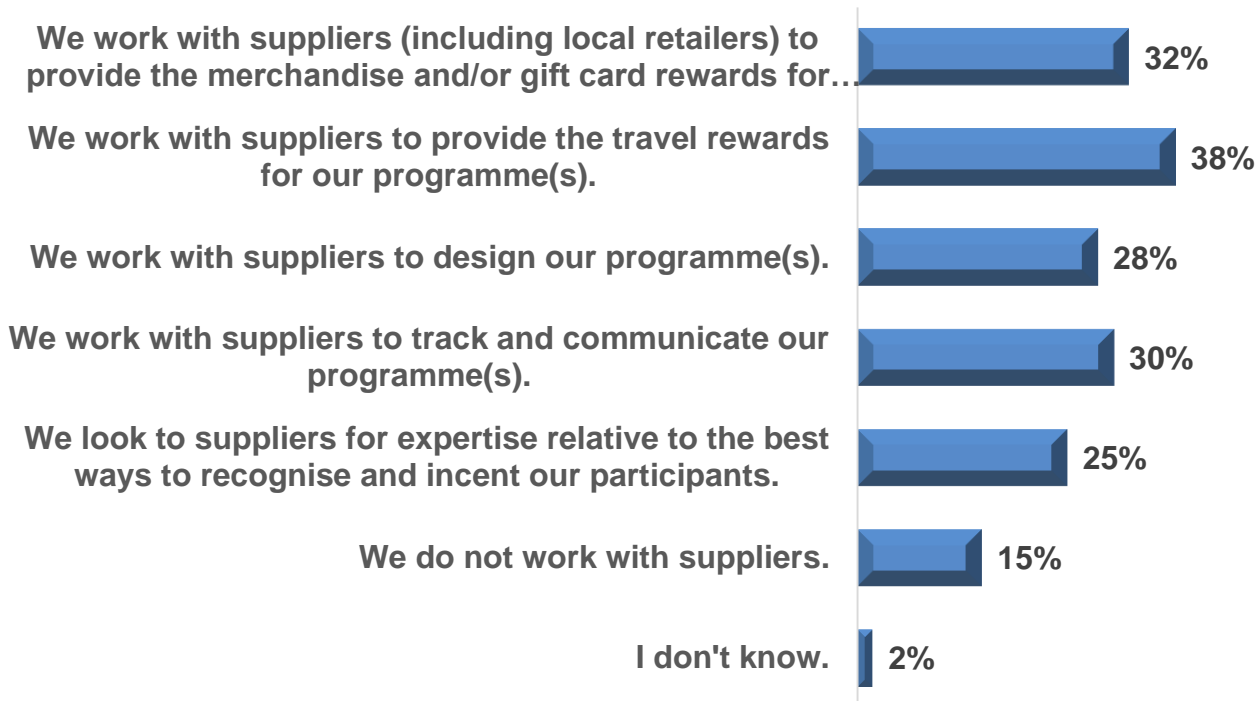 We work with suppliers (including local retailers) to
provide the merchandise and/or gift card rewards for…
32%
We work with suppliers to provide the travel rewards
for our programme(s).
38%
We work with suppliers to design our programme(s).
28%
We work with suppliers to track and communicate our
programme(s).
30%
We look to suppliers for expertise relative to the best
ways to recognise and incent our participants.
25%
We do not work with suppliers.
15%
I don't know.
2%